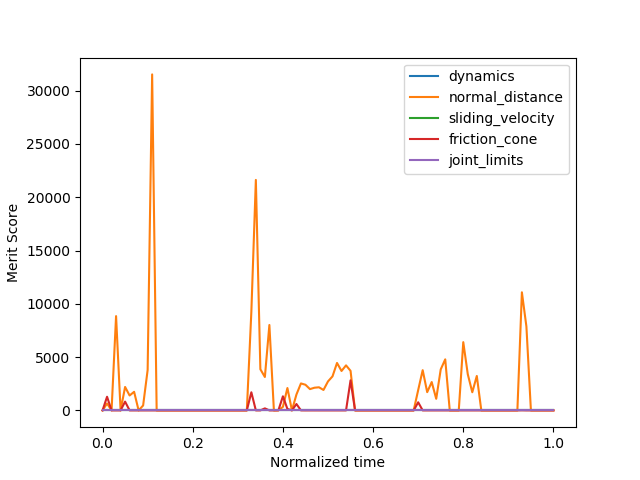 dynamics
normal_distance
sliding_velocity
friction_cone
joint_limits
30000
25000
20000
15000
10000
5000
0
Merit Score
0.0 0.2 0.4 0.6 0.8 1.0
Normalized time